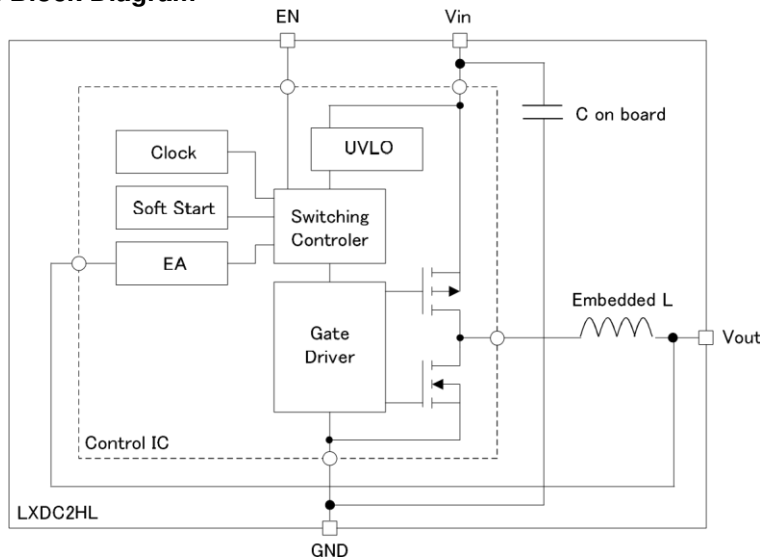 Block Diagram
EN
Vin
C on board
UVLO
Clock
Soft Start
Switching
Controler
EA
Embedded L
Gate
Driver
Vout
Control IC
LXDC2HL
GND